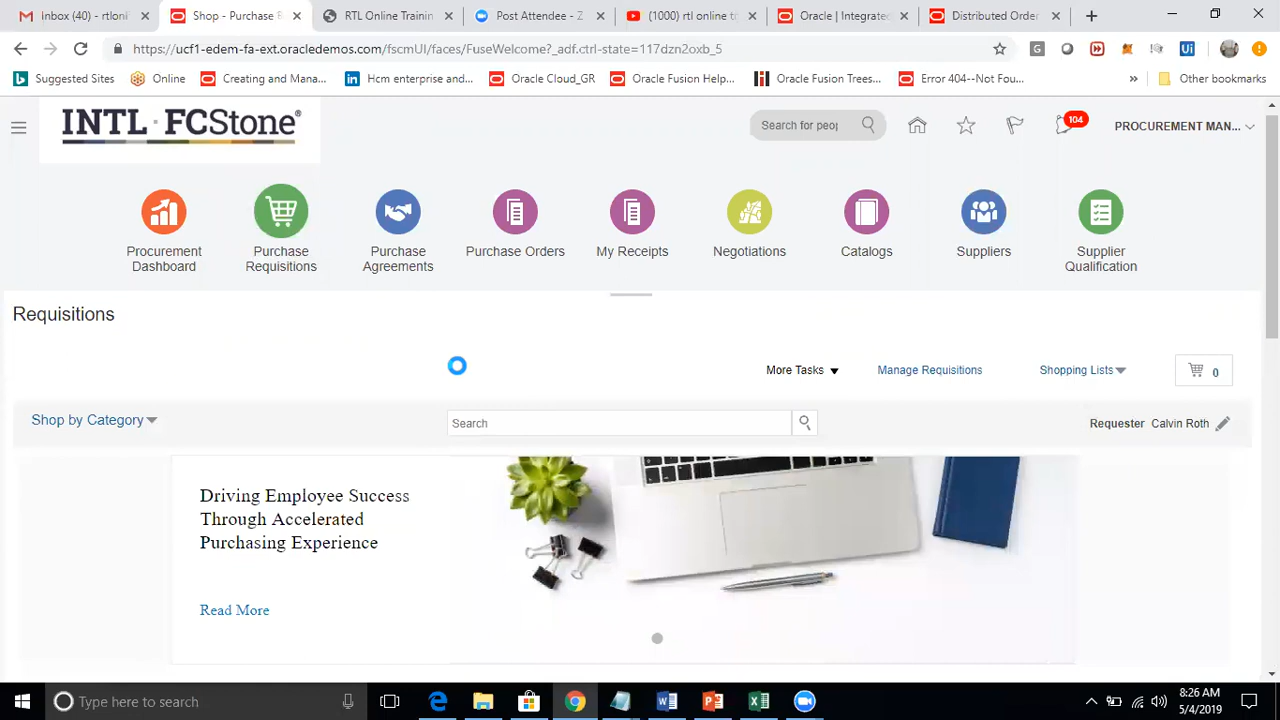 Inbox (40) - rtloni
Shop - Purchase R
RTL Online Trainin
Post Attendee - Z
(1000) rtl online tr
Oracle | Integrate
Distributed Order
https://ucf1-edem-fa-ext.oracledemos.com/fscmUI/faces/FuseWelcome?_adf.ctrl-state=117dzn2oxb_5
Suggested Sites
Online
Creating and Mana...
Hcm enterprise and...
Oracle Cloud_GR
Oracle Fusion Help...
Oracle Fusion Trees...
Error 404--Not Fou...
Other bookmarks
INTL FCStone®
Search for peop
104
PROCUREMENT MAN...
Procurement Dashboard
Purchase Requisitions
Purchase Agreements
Purchase Orders
My Receipts
Negotiations
Catalogs
Suppliers
Supplier Qualification
Requisitions
More Tasks
Manage Requisitions
Shopping Lists
0
Shop by Category
Search
Requester Calvin Roth
Driving Employee Success
Through Accelerated
Purchasing Experience
Read More
Type here to search
8:26 AM
5/4/2019